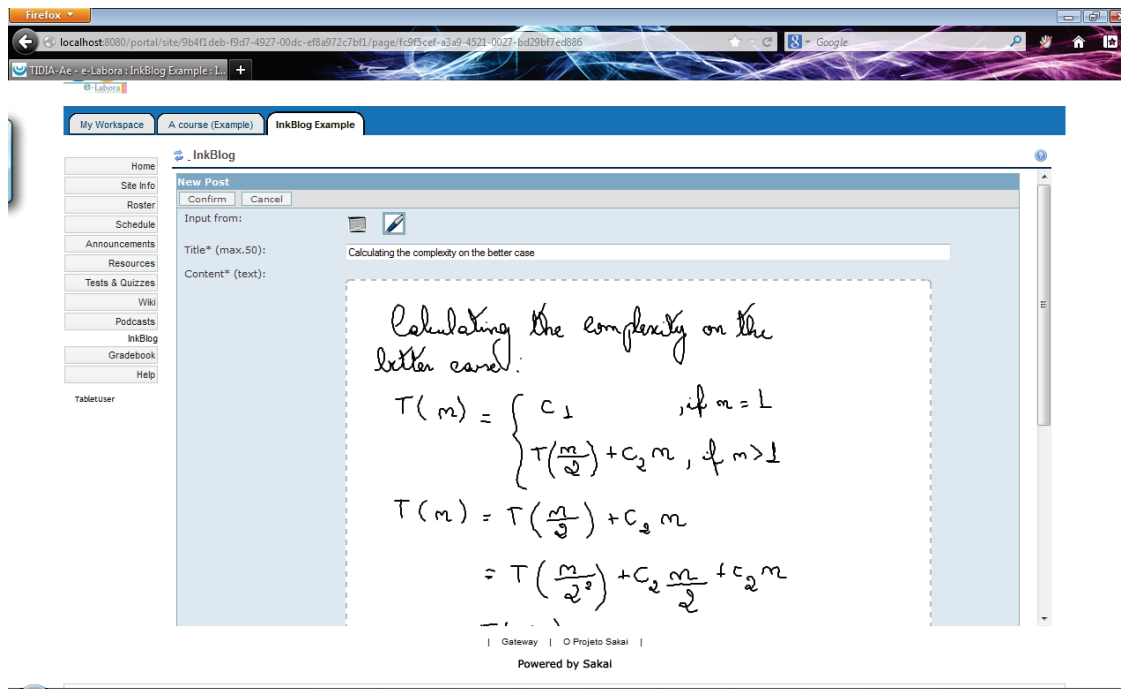 Firefox
localhost:8080/portal/site/9b4f1deb-f9d7-4927-00dc-ef8a972c7bf1/page/fc9f5cef-a3a9-4521-0027-bd29bf7ed886
Google
TIDIA-Ae - e-Labora : InkBlog Example : I... +
e-Labora
My Workspace A course (Example) InkBlog Example
InkBlog
Home
Site Info
Roster
Schedule
Announcements
Resources
Tests & Quizzes
Wiki
Podcasts
InkBlog
Gradebook
Help
TabletUser
New Post
Confirm Cancel
Input from:
Title* (max.50): Calculating the complexity on the better case
Content* (text):
Calculating the complexity on the
better case:
T(n) = { C1 , if n = 1
T(n/2) + C2 n , if n > 1
T(n) = T(n/2) + C2 n
= T(n/2²) + C2 n/2 + C2 n
| Gateway | O Projeto Sakai |
Powered by Sakai